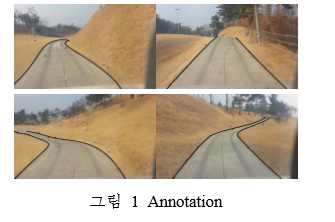 그림 1 Annotation